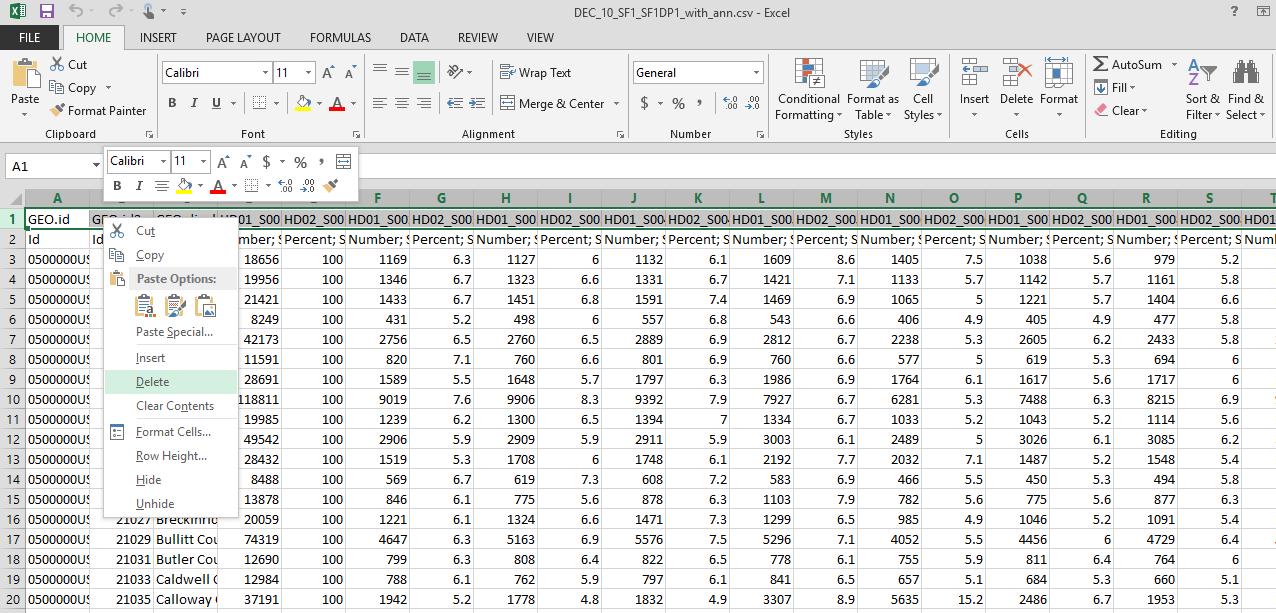 DEC_10_SF1_SF1DP1_with_ann.csv - Excel
FILE HOME INSERT PAGE LAYOUT FORMULAS DATA REVIEW VIEW
Paste
Cut
Copy
Format Painter
Clipboard
Calibri 11
B I U
Font
Wrap Text
Merge & Center
Alignment
General
$ % ,
Number
Conditional Formatting
Format as Table
Cell Styles
Styles
Insert
Delete
Format
Cells
AutoSum
Fill
Clear
Sort & Filter
Find & Select
Editing
A1
Calibri 11 A A $ % ,
B I A
A F G H I J K L M N O P Q R S T
1 GEO.id HD01_S00 HD02_S00 HD01_S00 HD02_S00 HD01_S00 HD02_S00 HD01_S00 HD02_S00 HD01_S00 HD02_S00 HD01_S00 HD02_S00 HD01_S00 HD02_S00 HD01_S00 HD02_S00 HD01
2 Id Id umber; S Percent; S Number; S Percent; S Number; S Percent; S Number; S Percent; S Number; S Percent; S Number; S Percent; S Number; S Percent; S Number; S Percent; S Num
3 0500000US 18656 100 1169 6.3 1127 6 1132 6.1 1609 8.6 1405 7.5 1038 5.6 979 5.2
4 0500000US 19956 100 1346 6.7 1323 6.6 1331 6.7 1421 7.1 1133 5.7 1142 5.7 1161 5.8
5 0500000US 21421 100 1433 6.7 1451 6.8 1591 7.4 1469 6.9 1065 5 1221 5.7 1404 6.6
6 0500000US 8249 100 431 5.2 498 6 557 6.8 543 6.6 406 4.9 405 4.9 477 5.8
7 0500000US 42173 100 2756 6.5 2760 6.5 2889 6.9 2812 6.7 2238 5.3 2605 6.2 2433 5.8
8 0500000US 11591 100 820 7.1 760 6.6 801 6.9 760 6.6 577 5 619 5.3 694 6
9 0500000US 28691 100 1589 5.5 1648 5.7 1797 6.3 1986 6.9 1764 6.1 1617 5.6 1717 6
10 0500000US 118811 100 9019 7.6 9906 8.3 9392 7.9 7927 6.7 6281 5.3 7488 6.3 8215 6.9
11 0500000US 19985 100 1239 6.2 1300 6.5 1394 7 1334 6.7 1033 5.2 1043 5.2 1114 5.6
12 0500000US 49542 100 2906 5.9 2909 5.9 2911 5.9 3003 6.1 2489 5 3026 6.1 3085 6.2
13 0500000US 28432 100 1519 5.3 1708 6 1748 6.1 2192 7.7 2032 7.1 1487 5.2 1548 5.4
14 0500000US 8488 100 569 6.7 619 7.3 608 7.2 583 6.9 466 5.5 450 5.3 494 5.8
15 0500000US 13878 100 846 6.1 775 5.6 878 6.3 1103 7.9 782 5.6 775 5.6 877 6.3
16 0500000US 21027 Breckinrid 20059 100 1221 6.1 1324 6.6 1471 7.3 1299 6.5 985 4.9 1046 5.2 1091 5.4
17 0500000US 21029 Bullitt Cou 74319 100 4647 6.3 5163 6.9 5576 7.5 5296 7.1 4052 5.5 4456 6 4729 6.4
18 0500000US 21031 Butler Cou 12690 100 799 6.3 808 6.4 822 6.5 778 6.1 755 5.9 811 6.4 764 6
19 0500000US 21033 Caldwell C 12984 100 788 6.1 762 5.9 797 6.1 841 6.5 657 5.1 684 5.3 660 5.1
20 0500000US 21035 Calloway 37191 100 1942 5.2 1778 4.8 1832 4.9 3307 8.9 5635 15.2 2486 6.7 1953 5.3
Cut
Copy
Paste Options:
Paste Special...
Insert
Delete
Clear Contents
Format Cells...
Row Height...
Hide
Unhide